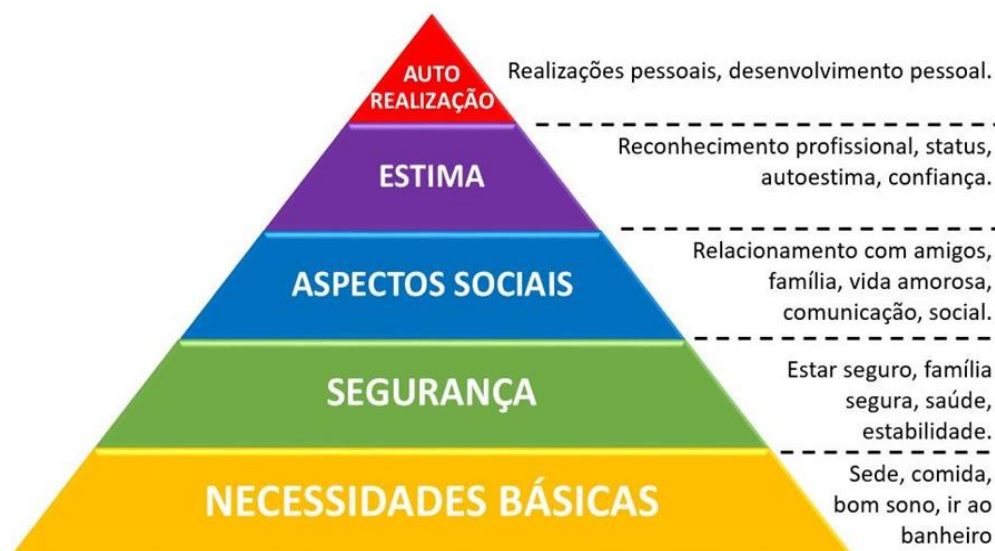 AUTO
REALIZAÇÃO
Realizações pessoais, desenvolvimento pessoal.
ESTIMA
Reconhecimento profissional, status,
autoestima, confiança.
ASPECTOS SOCIAIS
Relacionamento com amigos,
família, vida amorosa,
comunicação, social.
SEGURANÇA
Estar seguro, família
segura, saúde,
estabilidade.
NECESSIDADES BÁSICAS
Sede, comida,
bom sono, ir ao
banheiro